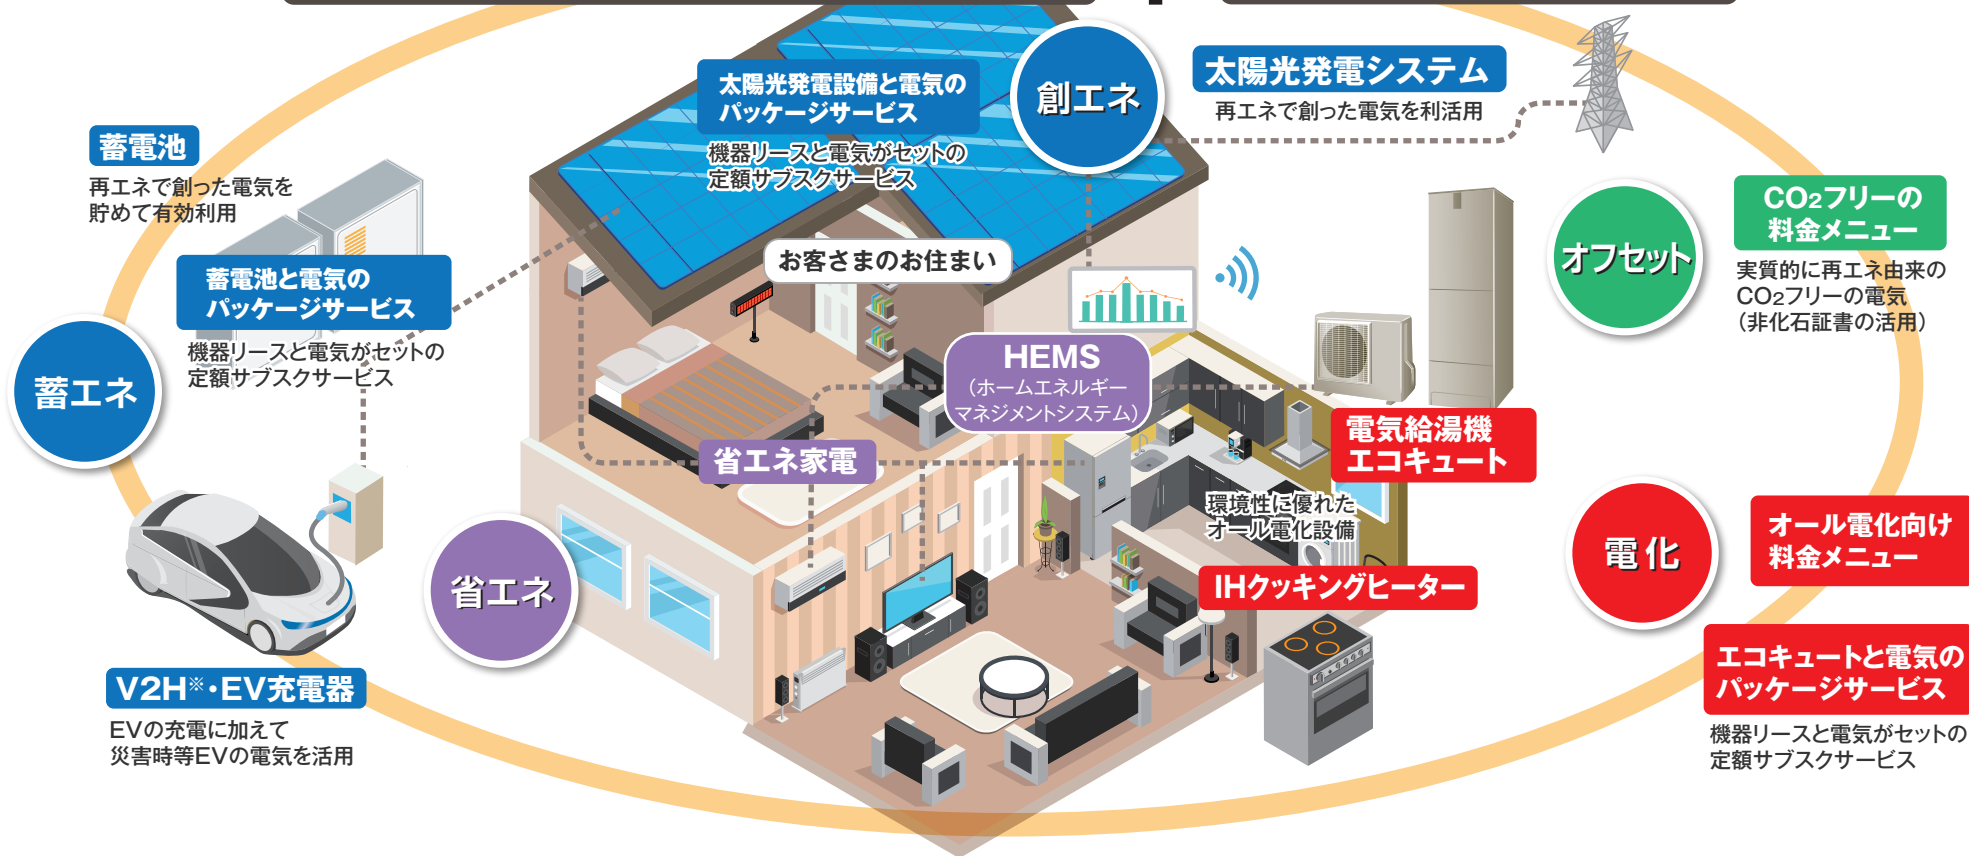 太陽光発電設備と電気の
パッケージサービス
機器リースと電気がセットの
定額サブスクサービス
創エネ
太陽光発電システム
再エネで創った電気を利活用
蓄電池
再エネで創った電気を
貯めて有効利用
蓄電池と電気の
パッケージサービス
機器リースと電気がセットの
定額サブスクサービス
蓄エネ
お客さまのお住まい
オフセット
CO2フリーの
料金メニュー
実質的に再エネ由来の
CO2フリーの電気
（非化石証書の活用）
HEMS
（ホームエネルギー
マネジメントシステム）
省エネ家電
省エネ
電気給湯機
エコキュート
環境性に優れた
オール電化設備
IHクッキングヒーター
電化
オール電化向け
料金メニュー
エコキュートと電気の
パッケージサービス
機器リースと電気がセットの
定額サブスクサービス
V2H※・EV充電器
EVの充電に加えて
災害時等EVの電気を活用